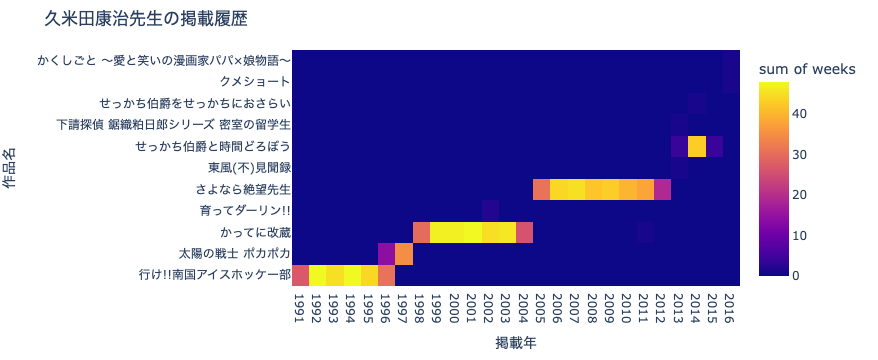 久米田康治先生の掲載履歴
作品名
かくしごと ～愛と笑いの漫画家パパ×娘物語～
クメショート
せっかち伯爵をせっかちにおさらい
下請探偵 鋸織粕日郎シリーズ 密室の留学生
せっかち伯爵と時間どろぼう
東風(不)見聞録
さよなら絶望先生
育ってダーリン!!
かってに改蔵
太陽の戦士 ポカポカ
行け!!南国アイスホッケー部
1991
1992
1993
1994
1995
1996
1997
1998
1999
2000
2001
2002
2003
2004
2005
2006
2007
2008
2009
2010
2011
2012
2013
2014
2015
2016
掲載年
sum of weeks
40
30
20
10
0